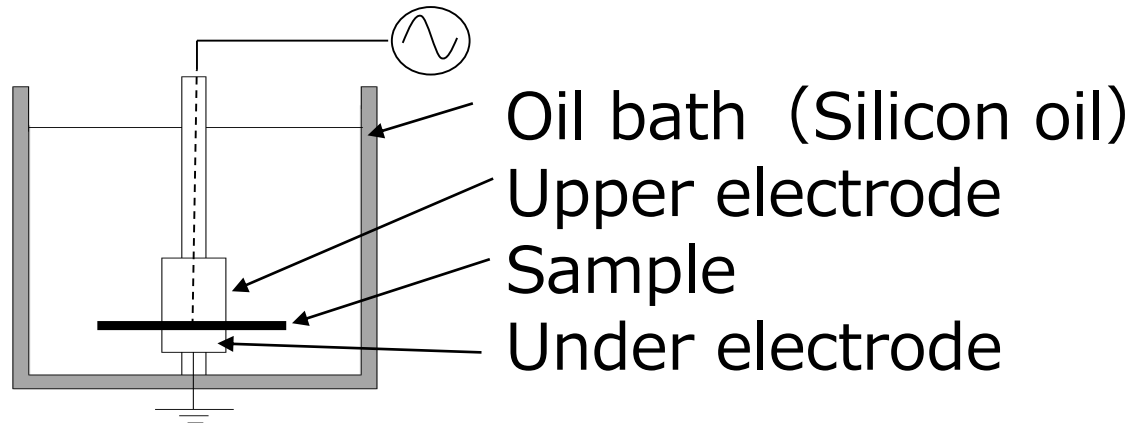 Oil bath（Silicon oil）
Upper electrode
Sample
Under electrode